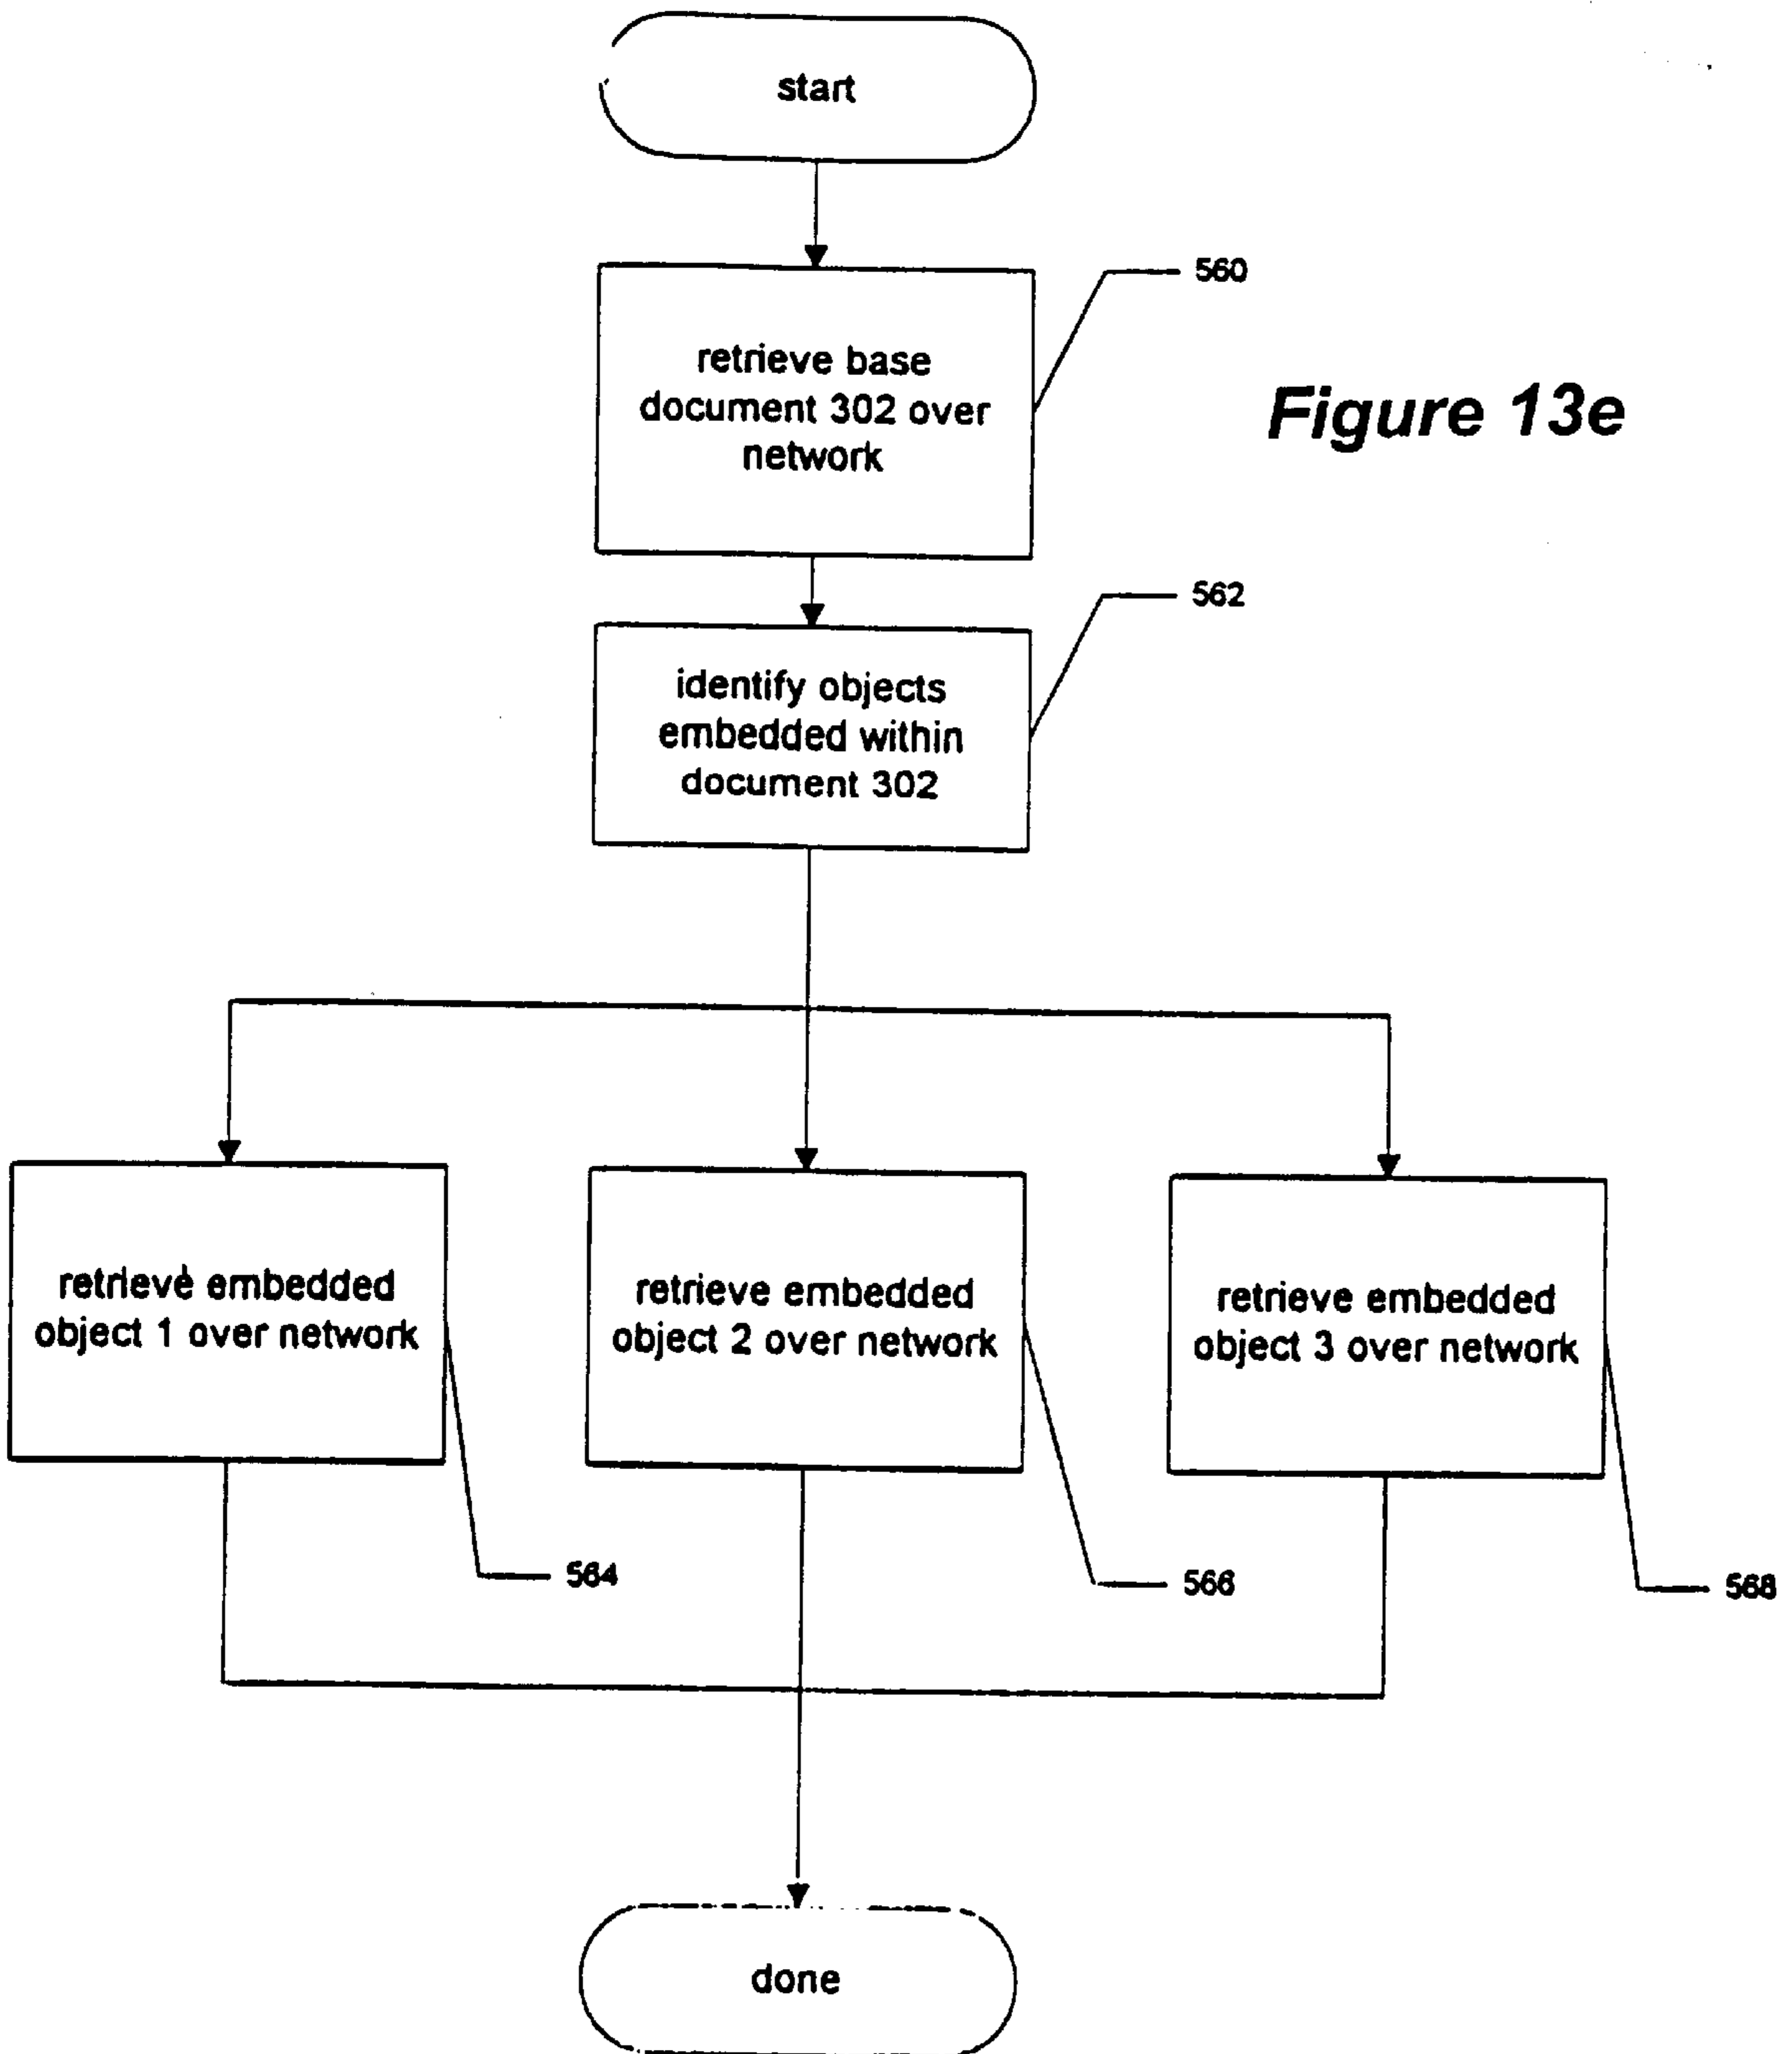 start
560
retrieve base
document 302 over
network
Figure 13e
562
identify objects
embedded within
document 302
retrieve embedded
object 1 over network
retrieve embedded
object 2 over network
retrieve embedded
object 3 over network
564
566
568
done